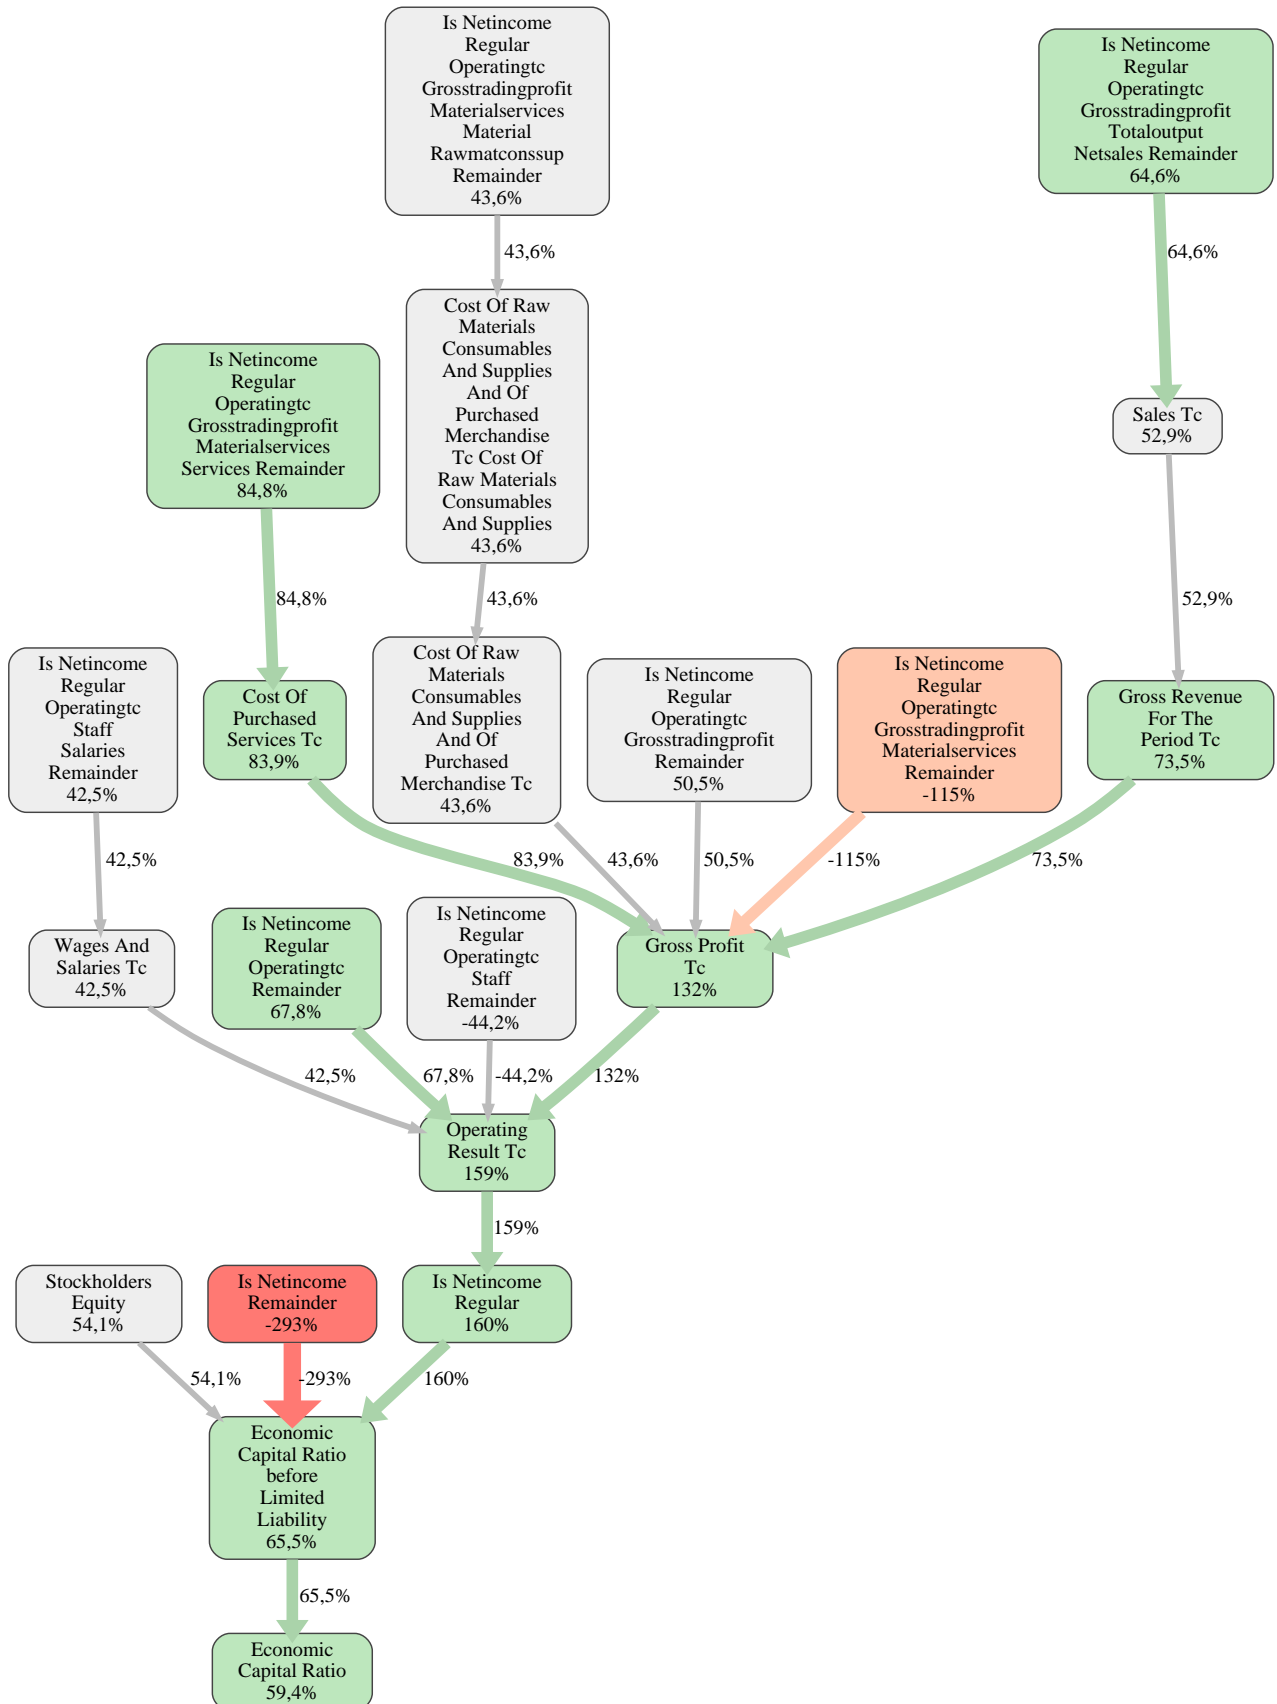 Is Netincome
Regular
Operatingtc
Grosstradingprofit
Materialservices
Material
Rawmatconssup
Remainder
43,6%
Is Netincome
Regular
Operatingtc
Grosstradingprofit
Totaloutput
Netsales Remainder
64,6%
43,6%
64,6%
Cost Of Raw
Materials
Consumables
And Supplies
And Of
Purchased
Merchandise
Tc Cost Of
Raw Materials
Consumables
And Supplies
43,6%
Is Netincome
Regular
Operatingtc
Grosstradingprofit
Materialservices
Services Remainder
84,8%
Sales Tc
52,9%
84,8%
43,6%
52,9%
Is Netincome
Regular
Operatingtc
Staff
Salaries
Remainder
42,5%
Cost Of
Purchased
Services Tc
83,9%
Cost Of Raw
Materials
Consumables
And Supplies
And Of
Purchased
Merchandise Tc
43,6%
Is Netincome
Regular
Operatingtc
Grosstradingprofit
Remainder
50,5%
Is Netincome
Regular
Operatingtc
Grosstradingprofit
Materialservices
Remainder
-115%
Gross Revenue
For The
Period Tc
73,5%
42,5%
83,9%
43,6%
50,5%
-115%
73,5%
Wages And
Salaries Tc
42,5%
Is Netincome
Regular
Operatingtc
Remainder
67,8%
Is Netincome
Regular
Operatingtc
Staff
Remainder
-44,2%
Gross Profit
Tc
132%
42,5%
67,8%
-44,2%
132%
Operating
Result Tc
159%
159%
Stockholders
Equity
54,1%
Is Netincome
Remainder
-293%
Is Netincome
Regular
160%
54,1%
-293%
160%
Economic
Capital Ratio
before
Limited
Liability
65,5%
65,5%
Economic
Capital Ratio
59,4%